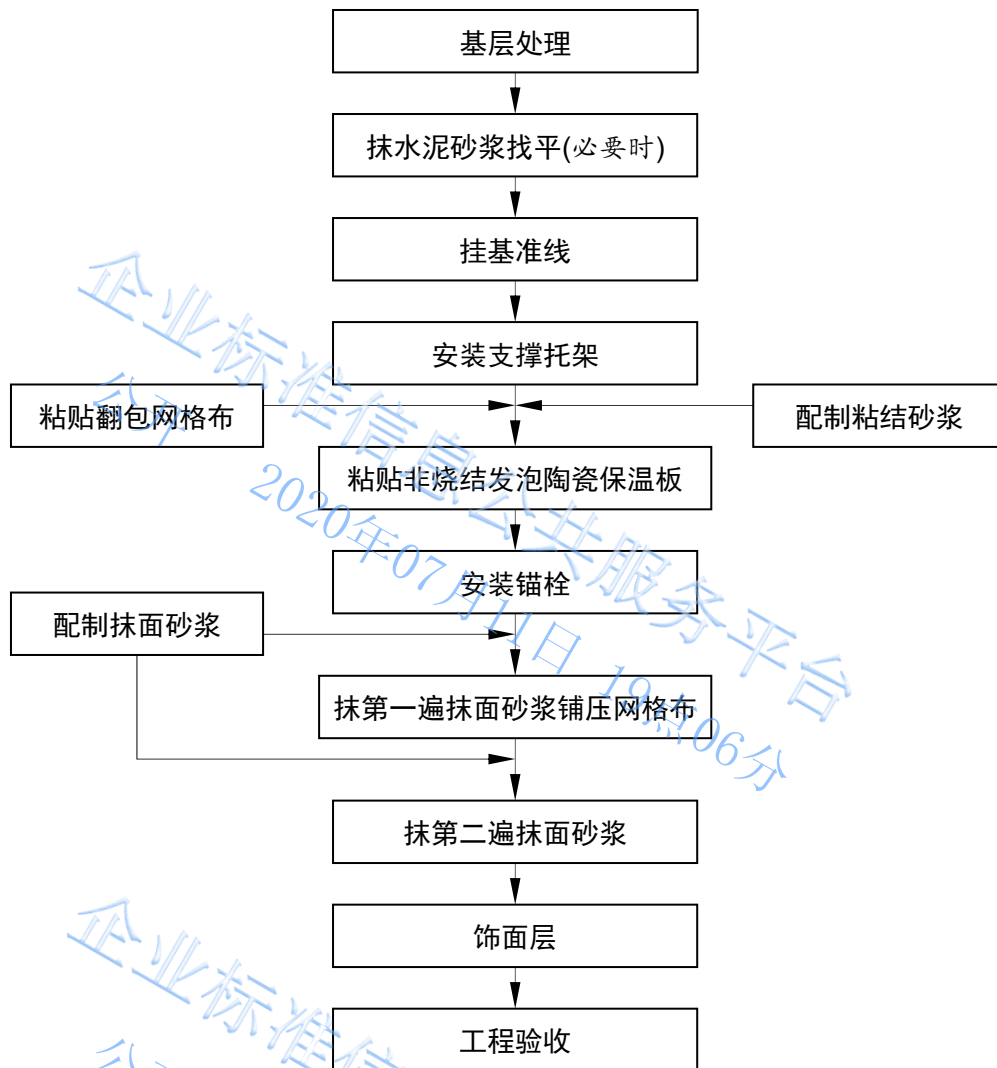 基层处理
抹水泥砂浆找平(必要时)
挂基准线
安装支撑托架
粘贴翻包网格布
配制粘结砂浆
粘贴非烧结发泡陶瓷保温板
安装锚栓
配制抹面砂浆
抹第一遍抹面砂浆铺压网格布
抹第二遍抹面砂浆
饰面层
工程验收
企业标准信息公共服务平台
公开
2020年07月11日 19点06分
企业标准信
公开